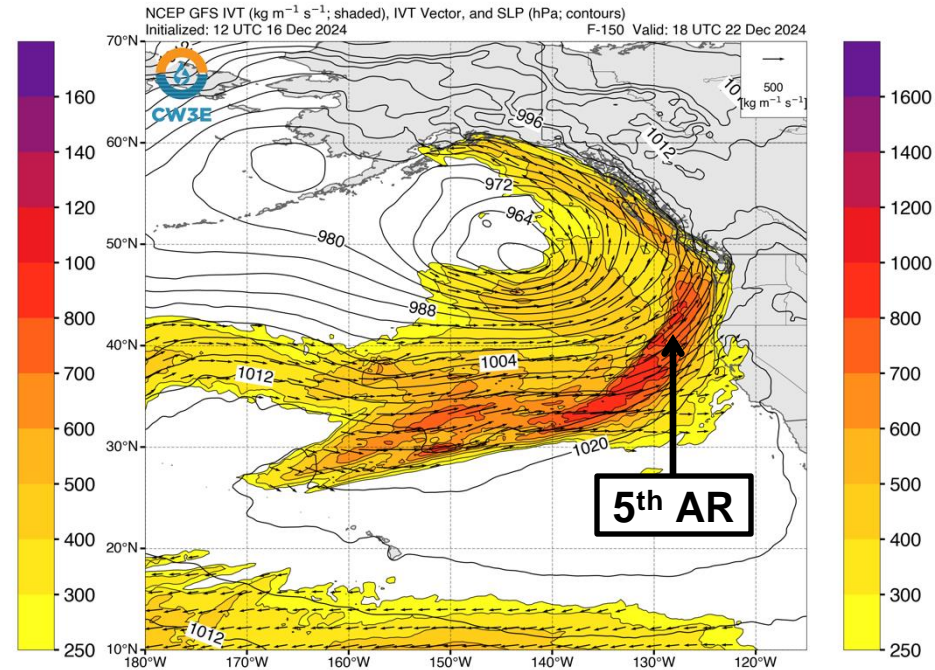 NCEP GFS IVT (kg m⁻¹ s⁻¹; shaded), IVT Vector, and SLP (hPa; contours)
Initialized: 12 UTC 16 Dec 2024 F-150 Valid: 18 UTC 22 Dec 2024
70°N
60°N
50°N
40°N
30°N
20°N
10°N
180°W 170°W 160°W 150°W 140°W 130°W 120°W
CW3E
500
[kg m⁻¹ s⁻¹]
996
1012
972
964
980
988
1004
1012
1020
1012
5th AR
160
140
120
100
800
700
600
500
400
300
250
1600
1400
1200
1000
800
700
600
500
400
300
250